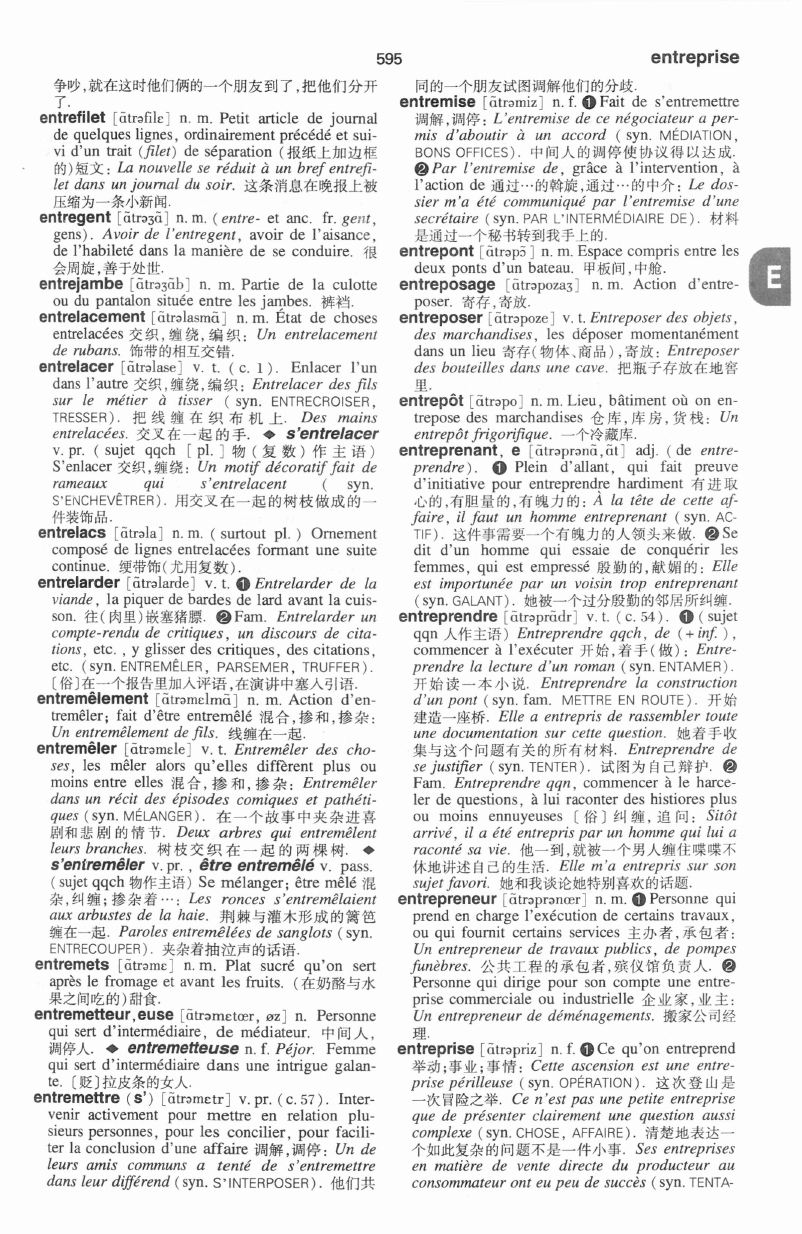 595
entreprise
争吵,就在这时他们俩的一个朋友到了,把他们分开
了.
entrefilet [ɑ̃trəfilɛ] n. m. Petit article de journal
de quelques lignes, ordinairement précédé et sui-
vi d'un trait (filet) de séparation (报纸上加边框
的)短文: La nouvelle se réduit à un bref entrefi-
let dans un journal du soir. 这条消息在晚报上被
压缩为一条小新闻.
entregent [ɑ̃trəʒɑ̃] n. m. (entre- et anc. fr. gent,
gens). Avoir de l'entregent, avoir de l'aisance,
de l'habileté dans la manière de se conduire. 很
会周旋,善于处世.
entrejambe [ɑ̃trəʒɑ̃b] n. m. Partie de la culotte
ou du pantalon située entre les jambes. 裤裆.
entrelacement [ɑ̃trəlasmɑ̃] n. m. État de choses
entrelacées 交织,缠绕,编织: Un entrelacement
de rubans. 饰带的相互交错.
entrelacer [ɑ̃trəlase] v. t. (c. 1). Enlacer l'un
dans l'autre 交织,缠绕,编织: Entrelacer des fils
sur le métier à tisser (syn. ENTRECROISER,
TRESSER). 把线缠在织布机上. Des mains
entrelacées. 交叉在一起的手. ◆ s'entrelacer
v. pr. (sujet qqch [pl.] 物(复数)作主语)
S'enlacer 交织,缠绕: Un motif décoratif fait de
rameaux qui s'entrelacent ( syn.
S'ENCHEVÊTRER). 用交叉在一起的树枝做成的一
件装饰品.
entrelacs [ɑ̃trəla] n. m. (surtout pl.) Ornement
composé de lignes entrelacées formant une suite
continue. 绠带饰(尤用复数).
entrelarder [ɑ̃trəlarde] v. t. ❶ Entrelarder de la
viande, la piquer de bardes de lard avant la cuis-
son. 往(肉里)嵌塞猪膘. ❷ Fam. Entrelarder un
compte-rendu de critiques, un discours de cita-
tions, etc., y glisser des critiques, des citations,
etc. (syn. ENTREMÊLER, PARSEMER, TRUFFER).
〔俗〕在一个报告里加入评语,在演讲中塞入引语.
entremêlement [ɑ̃trəmɛlmɑ̃] n. m. Action d'en-
tremêler; fait d'être entremêlé 混合,掺和,掺杂:
Un entremêlement de fils. 线缠在一起.
entremêler [ɑ̃trəmele] v. t. Entremêler des cho-
ses, les mêler alors qu'elles diffèrent plus ou
moins entre elles 混合,掺和,掺杂: Entremêler
dans un récit des épisodes comiques et pathéti-
ques (syn. MÉLANGER). 在一个故事中夹杂进喜
剧和悲剧的情节. Deux arbres qui entremêlent
leurs branches. 树枝交织在一起的两棵树. ◆
s'entremêler v. pr., être entremêlé v. pass.
(sujet qqch 物作主语) Se mélanger; être mêlé 混
杂,纠缠;掺杂着…: Les ronces s'entremêlaient
aux arbustes de la haie. 荆棘与灌木形成的篱笆
缠在一起. Paroles entremêlées de sanglots (syn.
ENTRECOUPER). 夹杂着抽泣声的话语.
entremets [ɑ̃trəmɛ] n. m. Plat sucré qu'on sert
après le fromage et avant les fruits. (在奶酪与水
果之间吃的)甜食.
entremetteur,euse [ɑ̃trəmɛtœr, øz] n. Personne
qui sert d'intermédiaire, de médiateur. 中间人,
调停人. ◆ entremetteuse n. f. Péjor. Femme
qui sert d'intermédiaire dans une intrigue galan-
te. 〔贬〕拉皮条的女人.
entremettre (s') [ɑ̃trəmɛtr] v. pr. (c. 57). Inter-
venir activement pour mettre en relation plu-
sieurs personnes, pour les concilier, pour facili-
ter la conclusion d'une affaire 调解,调停: Un de
leurs amis communs a tenté de s'entremettre
dans leur différend (syn. S'INTERPOSER). 他们共
同的一个朋友试图调解他们的分歧.
entremise [ɑ̃trəmiz] n. f. ❶ Fait de s'entremettre
调解,调停: L'entremise de ce négociateur a per-
mis d'aboutir à un accord (syn. MÉDIATION,
BONS OFFICES). 中间人的调停使协议得以达成.
❷ Par l'entremise de, grâce à l'intervention, à
l'action de 通过…的斡旋,通过…的中介: Le dos-
sier m'a été communiqué par l'entremise d'une
secrétaire (syn. PAR L'INTERMÉDIAIRE DE). 材料
是通过一个秘书转到我手上的.
entrepont [ɑ̃trəpɔ̃] n. m. Espace compris entre les
deux ponts d'un bateau. 甲板间,中舱.
entreposage [ɑ̃trəpozaʒ] n. m. Action d'entre-
poser. 寄存,寄放.
entreposer [ɑ̃trəpoze] v. t. Entreposer des objets,
des marchandises, les déposer momentanément
dans un lieu 寄存(物体、商品),寄放: Entreposer
des bouteilles dans une cave. 把瓶子存放在地窖
里.
entrepôt [ɑ̃trəpo] n. m. Lieu, bâtiment où on en-
trepose des marchandises 仓库,库房,货栈: Un
entrepôt frigorifique. 一个冷藏库.
entreprenant, e [ɑ̃trəprənɑ̃,ɑ̃t] adj. (de entre-
prendre). ❶ Plein d'allant, qui fait preuve
d'initiative pour entreprendre hardiment 有进取
心的,有胆量的,有魄力的: À la tête de cette af-
faire, il faut un homme entreprenant (syn. AC-
TIF). 这件事需要一个有魄力的人领头来做. ❷ Se
dit d'un homme qui essaie de conquérir les
femmes, qui est empressé 殷勤的,献媚的: Elle
est importunée par un voisin trop entreprenant
(syn. GALANT). 她被一个过分殷勤的邻居所纠缠.
entreprendre [ɑ̃trəprɑ̃dr] v. t. (c. 54). ❶ (sujet
qqn 人作主语) Entreprendre qqch, de (+inf.),
commencer à l'exécuter 开始,着手(做): Entre-
prendre la lecture d'un roman (syn. ENTAMER).
开始读一本小说. Entreprendre la construction
d'un pont (syn. fam. METTRE EN ROUTE). 开始
建造一座桥. Elle a entrepris de rassembler toute
une documentation sur cette question. 她着手收
集与这个问题有关的所有材料. Entreprendre de
se justifier (syn. TENTER). 试图为自己辩护. ❷
Fam. Entreprendre qqn, commencer à le harce-
ler de questions, à lui raconter des histiores plus
ou moins ennuyeuses 〔俗〕纠缠,追问: Sitôt
arrivé, il a été entrepris par un homme qui lui a
raconté sa vie. 他一到,就被一个男人缠住喋喋不
休地讲述自己的生活. Elle m'a entrepris sur son
sujet favori. 她和我谈论她特别喜欢的话题.
entrepreneur [ɑ̃trəprənœr] n. m. ❶ Personne qui
prend en charge l'exécution de certains travaux,
ou qui fournit certains services 主办者,承包者:
Un entrepreneur de travaux publics, de pompes
funèbres. 公共工程的承包者,殡仪馆负责人. ❷
Personne qui dirige pour son compte une entre-
prise commerciale ou industrielle 企业家,业主:
Un entrepreneur de déménagements. 搬家公司经
理.
entreprise [ɑ̃trəpriz] n. f. ❶ Ce qu'on entreprend
举动;事业;事情: Cette ascension est une entre-
prise périlleuse (syn. OPÉRATION). 这次登山是
一次冒险之举. Ce n'est pas une petite entreprise
que de présenter clairement une question aussi
complexe (syn. CHOSE, AFFAIRE). 清楚地表达一
个如此复杂的问题不是一件小事. Ses entreprises
en matière de vente directe du producteur au
consommateur ont eu peu de succès (syn. TENTA-
E